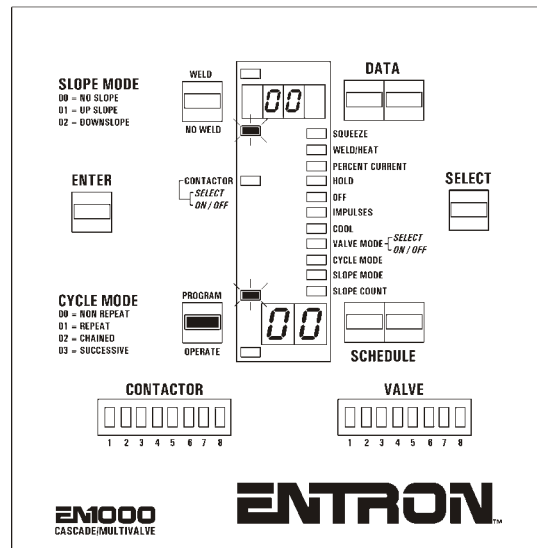 SLOPE MODE
00 = NO SLOPE
01 = UP SLOPE
02 = DOWNSLOPE
WELD
NO WELD
00
DATA
SQUEEZE
WELD/HEAT
PERCENT CURRENT
HOLD
OFF
IMPULSES
COOL
VALVE MODE
SELECT
ON / OFF
CYCLE MODE
SLOPE MODE
SLOPE COUNT
ENTER
CONTACTOR
SELECT
ON / OFF
SELECT
CYCLE MODE
00 = NON REPEAT
01 = REPEAT
02 = CHAINED
03 = SUCCESSIVE
PROGRAM
OPERATE
00
SCHEDULE
CONTACTOR
1 2 3 4 5 6 7 8
VALVE
1 2 3 4 5 6 7 8
EM1000
CASCADE/MULTIVALVE
ENTRON™